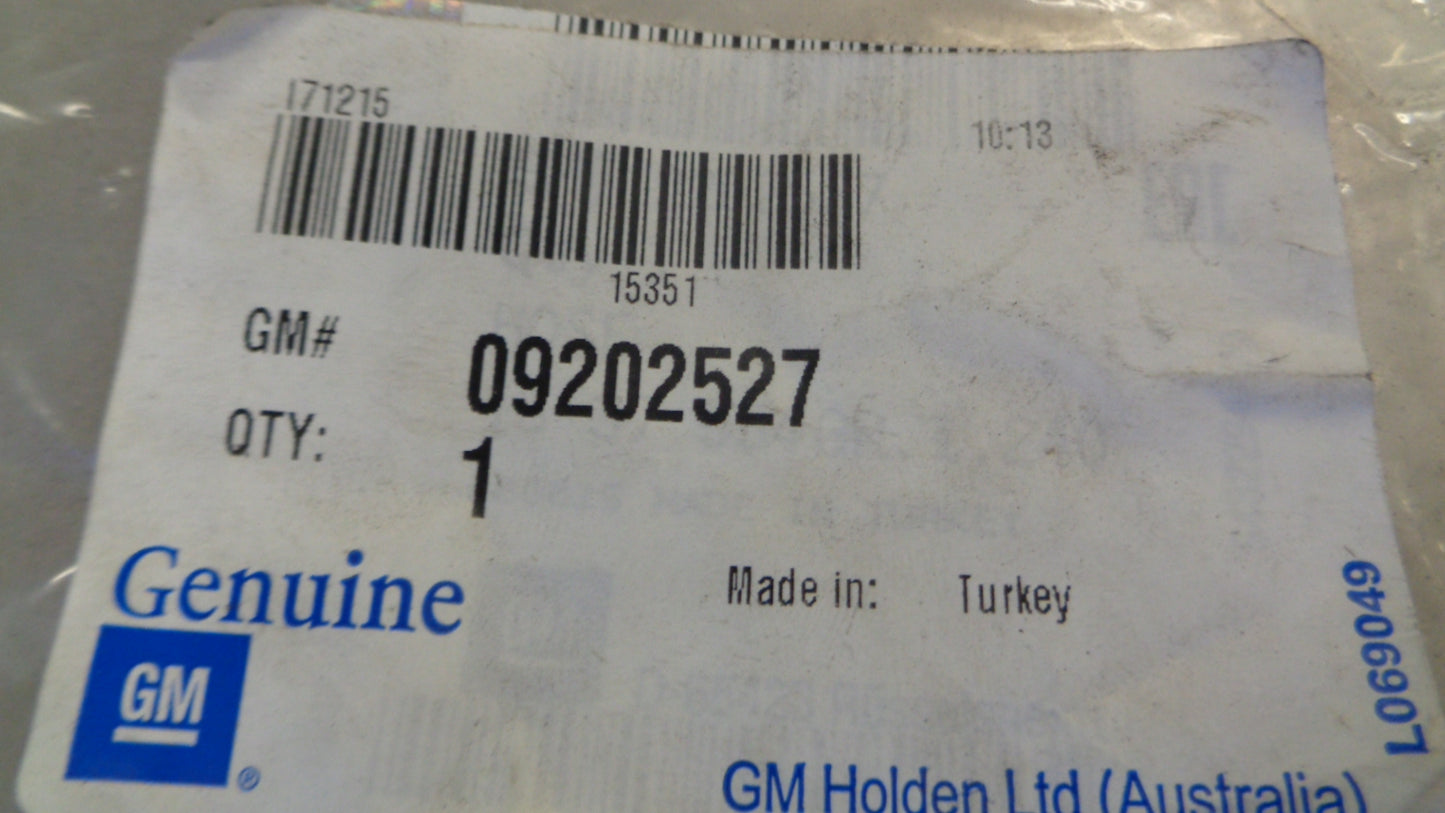 171215
10:13
15351
GM# 09202527
QTY: 1
Genuine
Made in: Turkey
GM®
L069049
GM Holden Ltd (Australia)